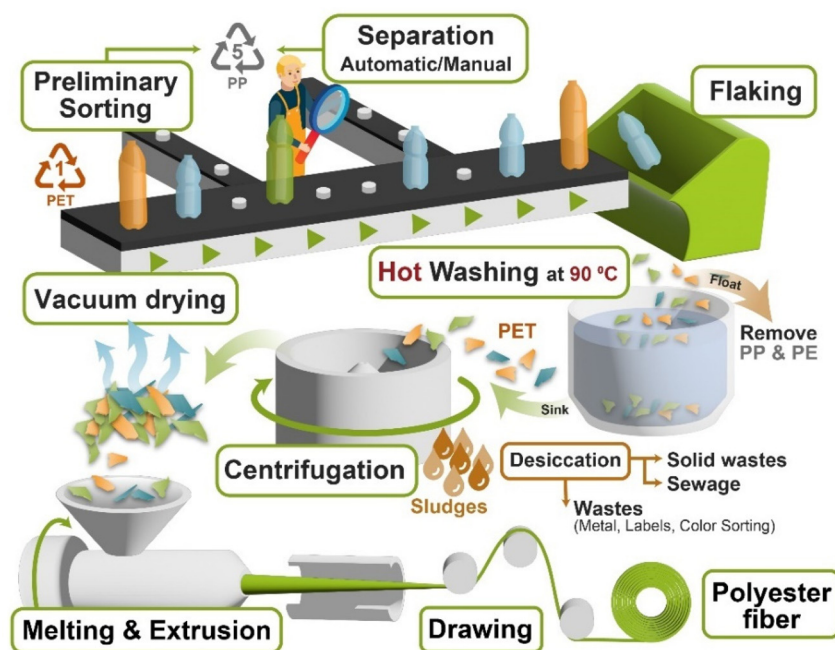 Preliminary
Sorting
5
PP
Separation
Automatic/Manual
Flaking
1
PET
Hot Washing at 90 ºC
Float
Remove
PP & PE
Vacuum drying
PET
Sink
Centrifugation
Sludges
Desiccation
Solid wastes
Sewage
Wastes
(Metal, Labels, Color Sorting)
Melting & Extrusion
Drawing
Polyester
fiber